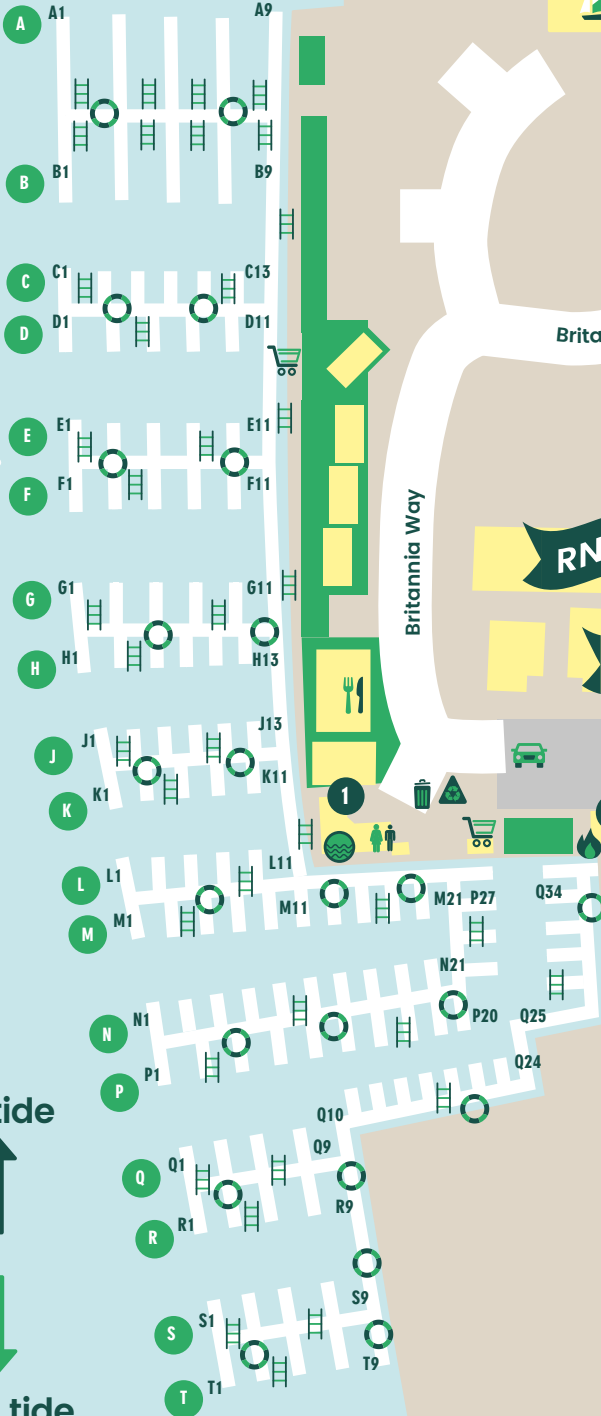 A
A1
A9
B
B1
B9
C
C1
C13
D
D1
D11
Brita
E
E1
E11
F
F1
F11
Britannia Way
RN
G
G1
G11
H
H1
H13
J
J1
J13
K
K1
K11
1
L
L1
L11
M
M1
M11
M21
P27
Q34
N
N1
N21
P
P1
P20
Q25
Q24
tide
Q10
Q
Q1
Q9
R
R1
R9
S
S1
S9
T
T1
T9
tide